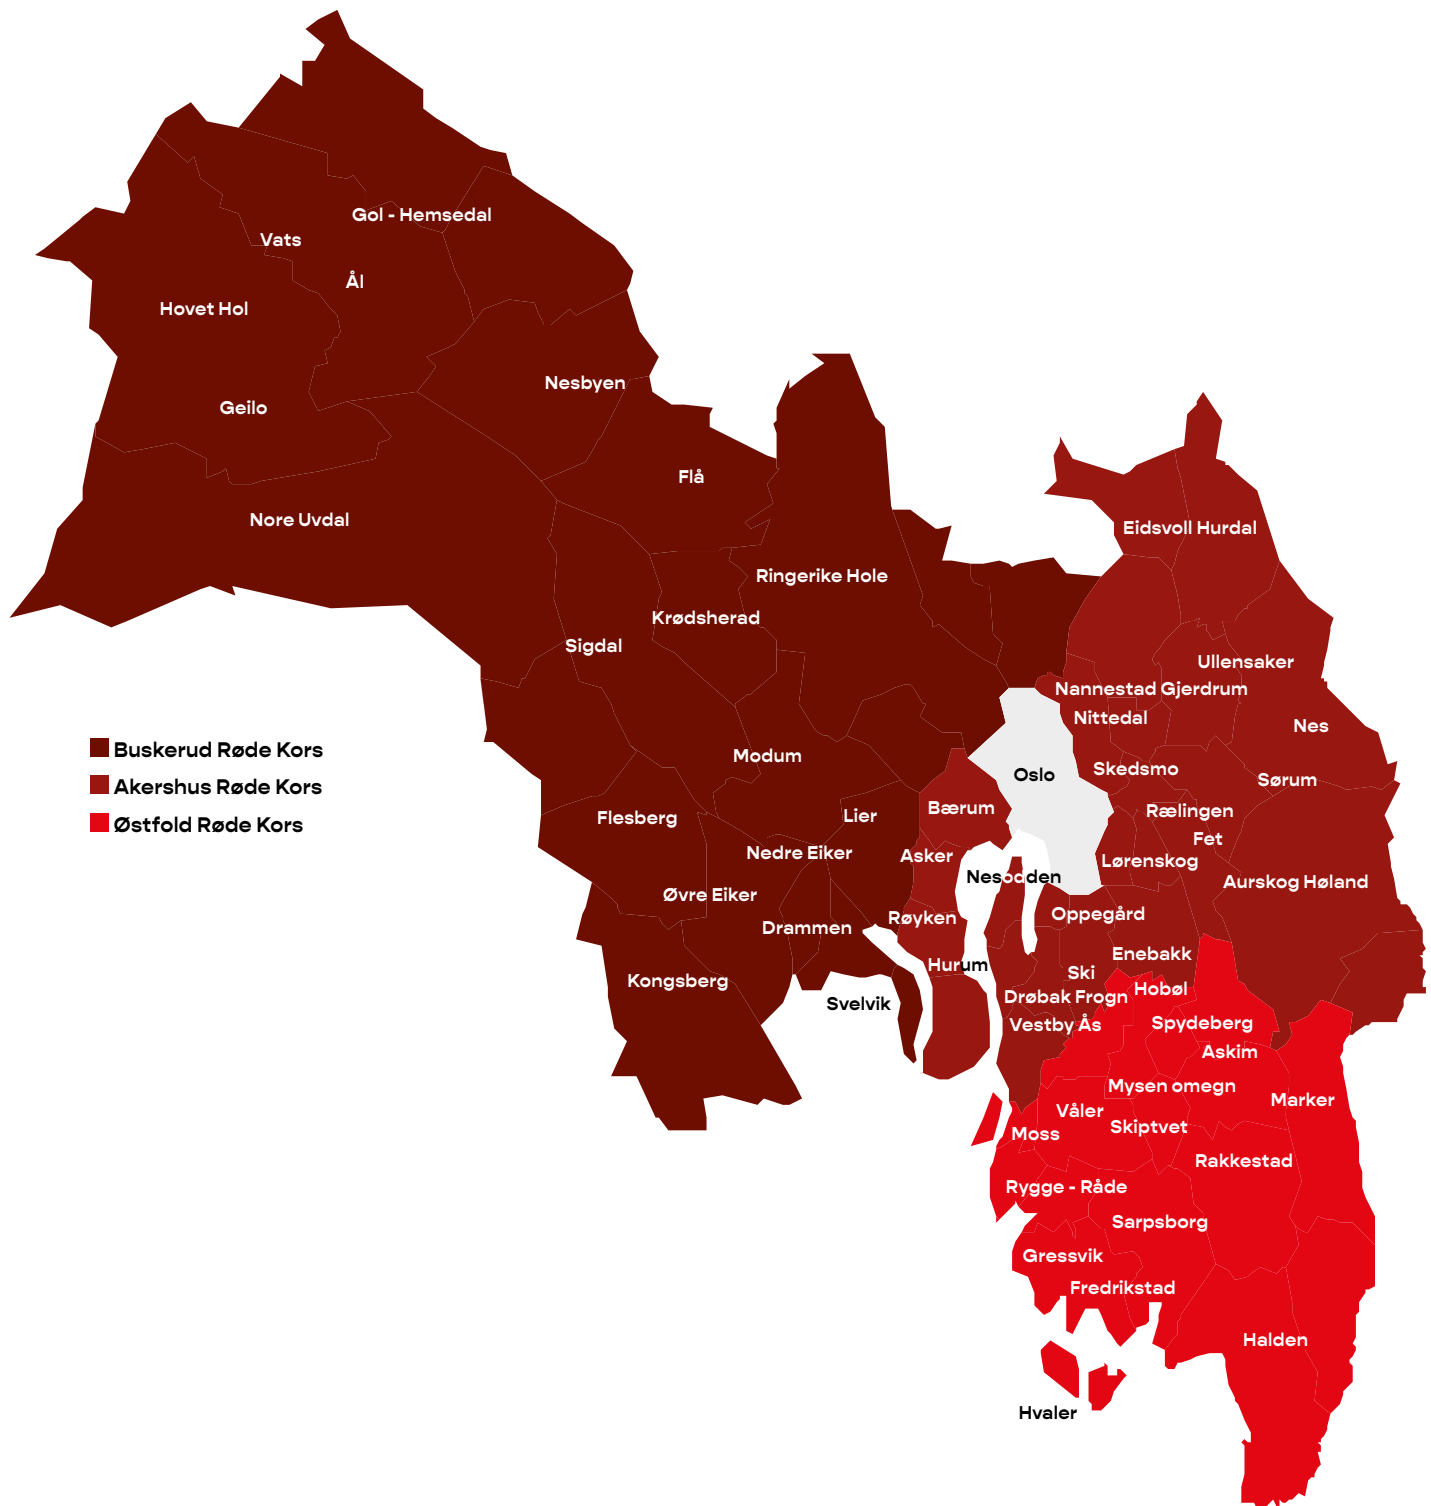 Gol - Hemsedal
Vats
Ål
Hovet Hol
Nesbyen
Geilo
Flå
Nore Uvdal
Eidsvoll Hurdal
Ringerike Hole
Krødsherad
Sigdal
Ullensaker
Nannestad Gjerdrum
Nittedal
Nes
Buskerud Røde Kors
Akershus Røde Kors
Østfold Røde Kors
Modum
Oslo
Skedsmo
Sørum
Bærum
Rælingen
Flesberg
Lier
Fet
Nedre Eiker
Asker
Lørenskog
Nesodden
Aurskog Høland
Øvre Eiker
Oppegård
Røyken
Drammen
Enebakk
Hurum
Ski
Kongsberg
Hobøl
Drøbak Frogn
Svelvik
Vestby Ås
Spydeberg
Askim
Mysen omegn
Marker
Våler
Skiptvet
Moss
Rakkestad
Rygge - Råde
Sarpsborg
Gressvik
Fredrikstad
Halden
Hvaler